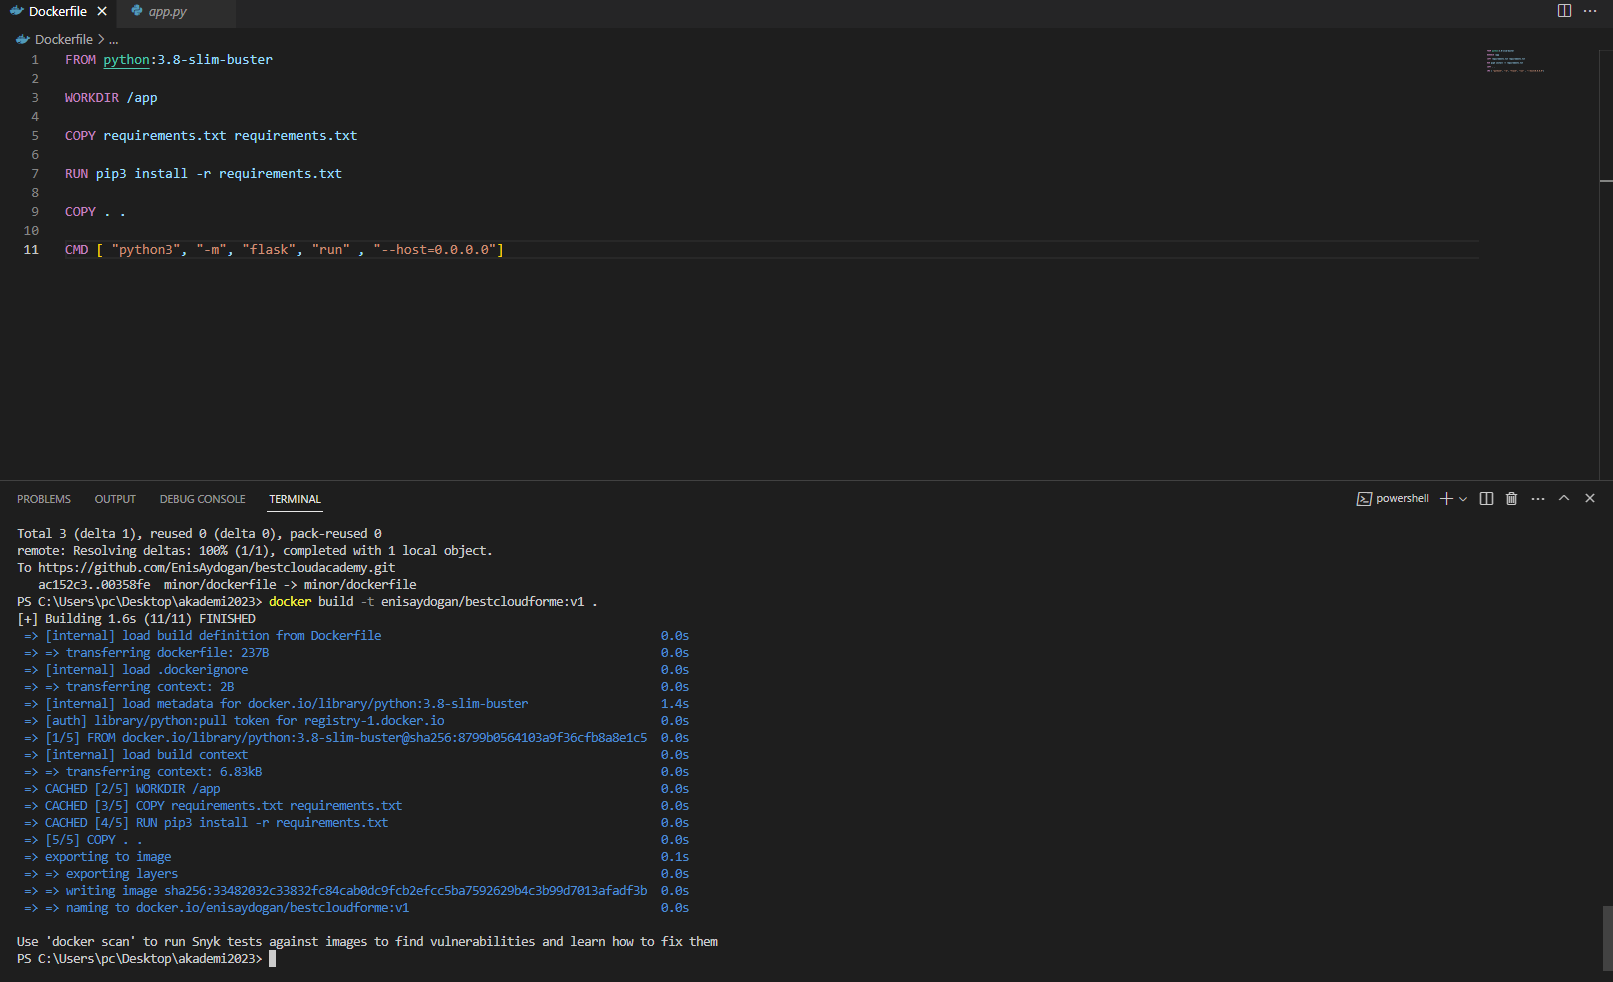 Dockerfile
app.py
Dockerfile > ...
1 FROM python:3.8-slim-buster
2
3 WORKDIR /app
4
5 COPY requirements.txt requirements.txt
6
7 RUN pip3 install -r requirements.txt
8
9 COPY . .
10
11 CMD [ "python3", "-m", "flask", "run" , "--host=0.0.0.0"]
PROBLEMS OUTPUT DEBUG CONSOLE TERMINAL powershell
Total 3 (delta 1), reused 0 (delta 0), pack-reused 0
remote: Resolving deltas: 100% (1/1), completed with 1 local object.
To https://github.com/EnisAydogan/bestcloudacademy.git
ac152c3..00358fe minor/dockerfile -> minor/dockerfile
PS C:\Users\pc\Desktop\akademi2023> docker build -t enisaydogan/bestcloudforme:v1 .
[+] Building 1.6s (11/11) FINISHED
=> [internal] load build definition from Dockerfile 0.0s
=> => transferring dockerfile: 237B 0.0s
=> [internal] load .dockerignore 0.0s
=> => transferring context: 2B 0.0s
=> [internal] load metadata for docker.io/library/python:3.8-slim-buster 1.4s
=> [auth] library/python:pull token for registry-1.docker.io 0.0s
=> [1/5] FROM docker.io/library/python:3.8-slim-buster@sha256:8799b0564103a9f36cfb8a8e1c5 0.0s
=> [internal] load build context 0.0s
=> => transferring context: 6.83kB 0.0s
=> CACHED [2/5] WORKDIR /app 0.0s
=> CACHED [3/5] COPY requirements.txt requirements.txt 0.0s
=> CACHED [4/5] RUN pip3 install -r requirements.txt 0.0s
=> [5/5] COPY . . 0.0s
=> exporting to image 0.1s
=> => exporting layers 0.0s
=> => writing image sha256:33482032c33832fc84cab0dc9fcb2efcc5ba7592629b4c3b99d7013afadf3b 0.0s
=> => naming to docker.io/enisaydogan/bestcloudforme:v1 0.0s
Use 'docker scan' to run Snyk tests against images to find vulnerabilities and learn how to fix them
PS C:\Users\pc\Desktop\akademi2023>